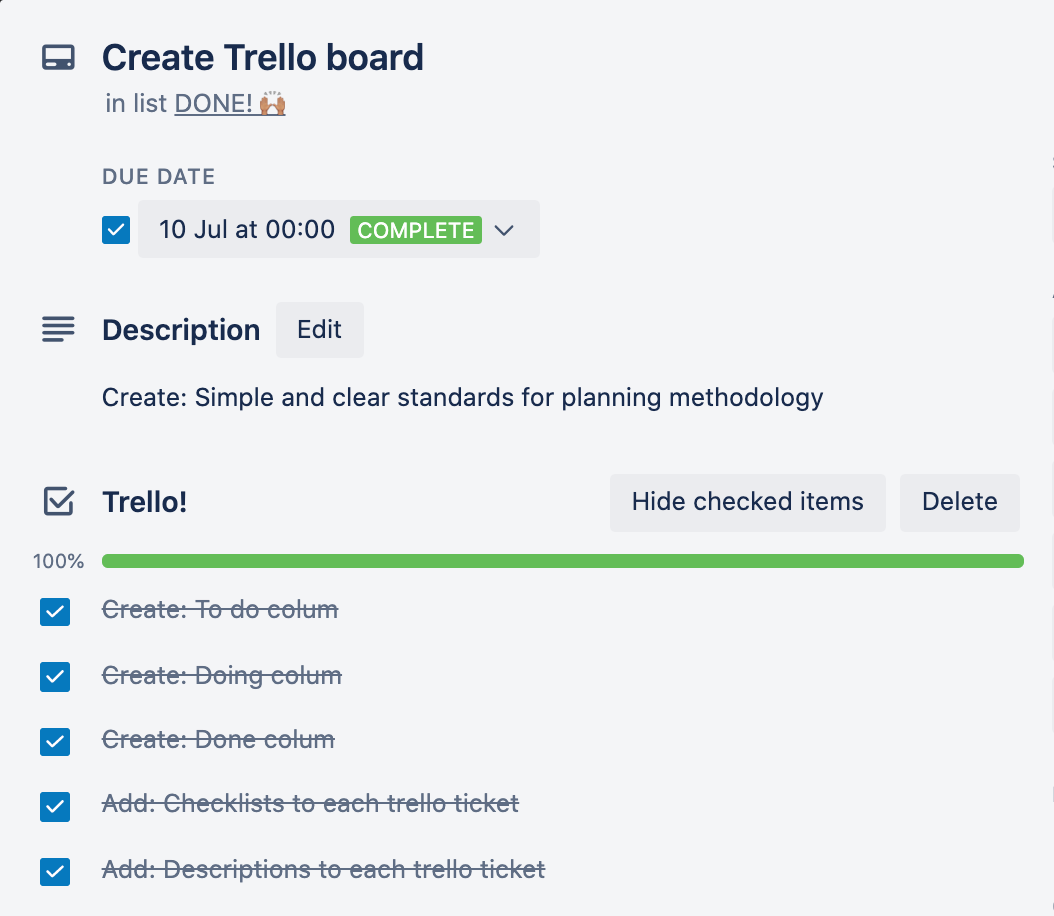 Create Trello board
in list DONE! 🙌🏽
DUE DATE
10 Jul at 00:00 COMPLETE
Description Edit
Create: Simple and clear standards for planning methodology
Trello! Hide checked items Delete
100%
Create: To do colum
Create: Doing colum
Create: Done colum
Add: Checklists to each trello ticket
Add: Descriptions to each trello ticket